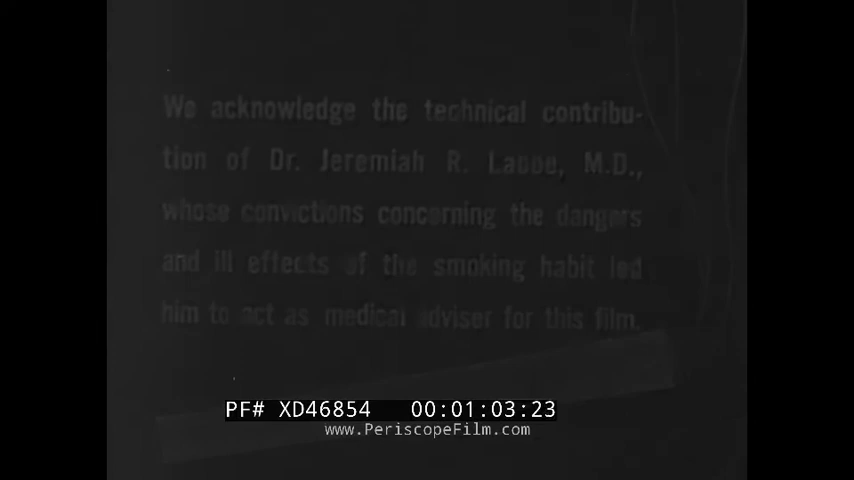 We acknowledge the technical contribu-
tion of Dr. Jeremiah R. M.D.,
whose convictions concerning the dangers
and ill effects of the smoking habit led
him to act as medical adviser for this film.
PF# XD46854 00:01:03:23
www.PeriscopeFilm.com